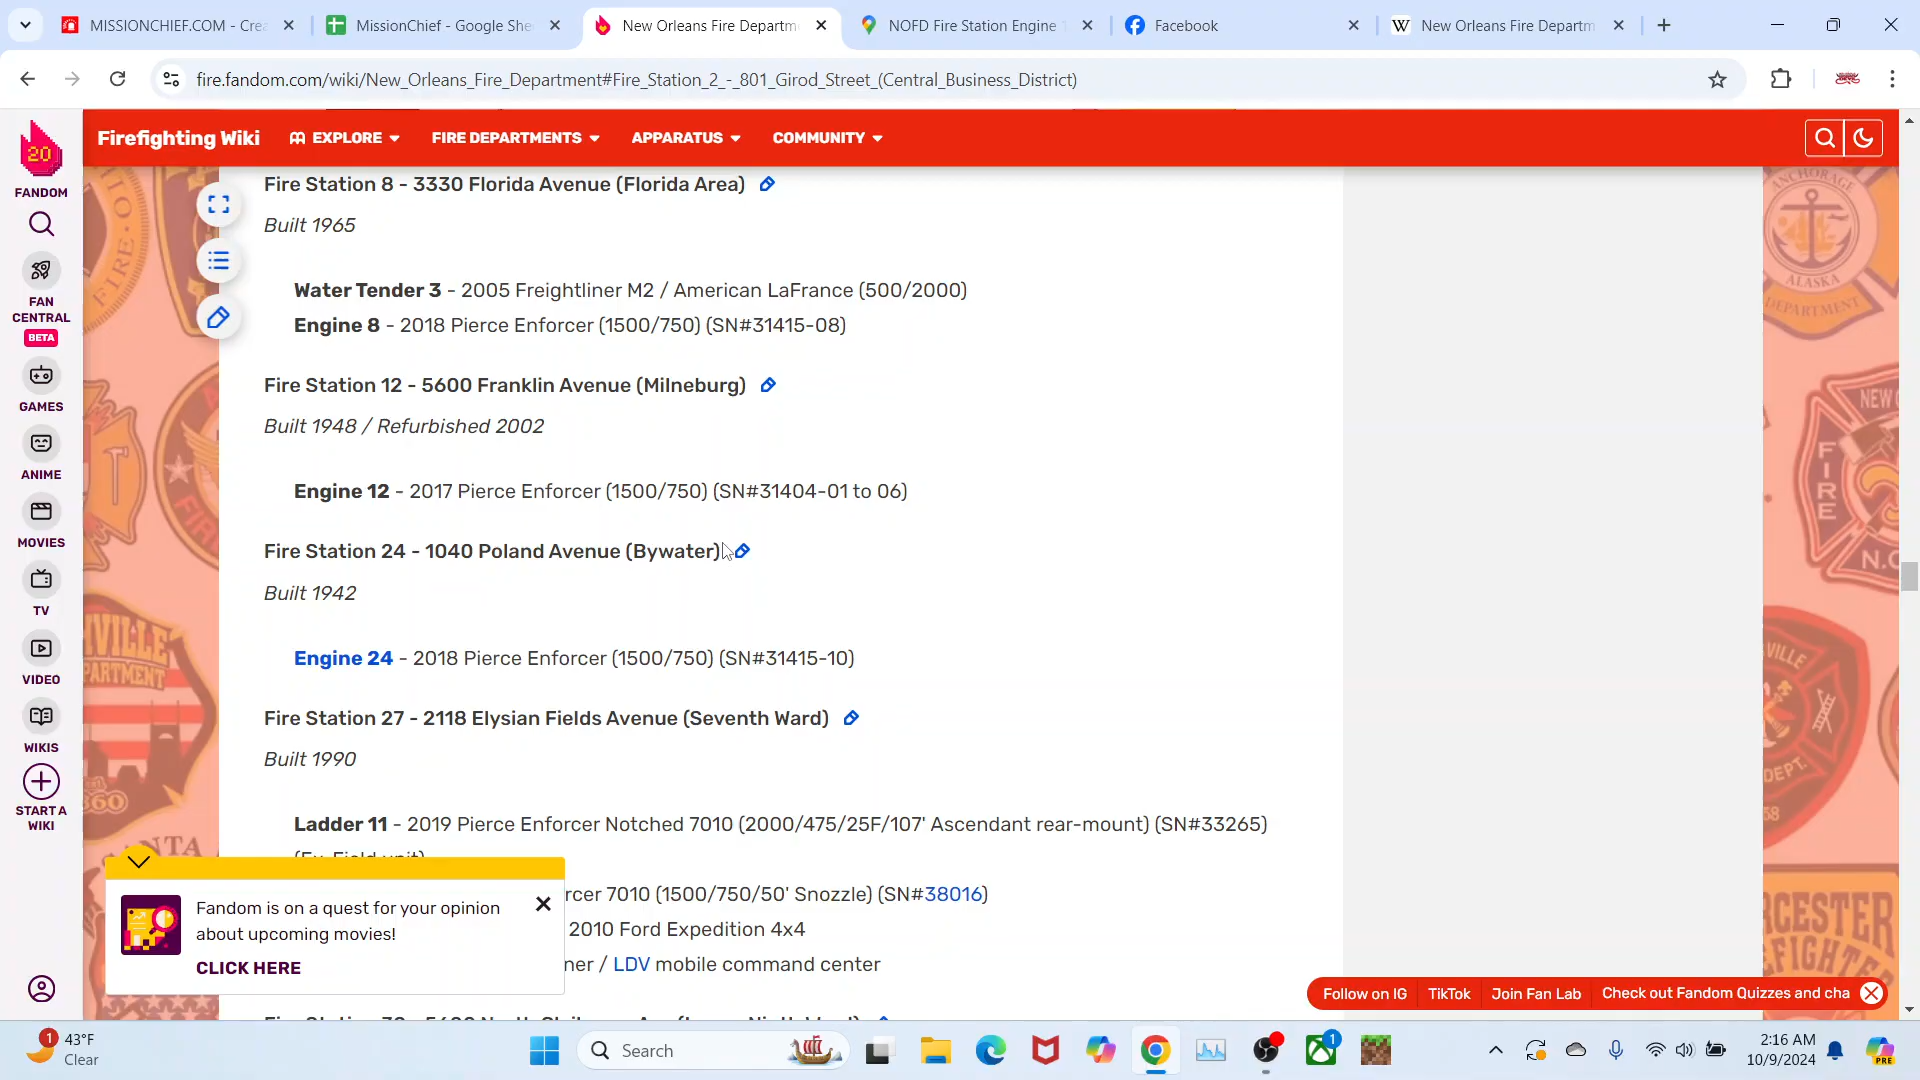 MISSIONCHIEF.COM - Crea
MissionChief - Google She
New Orleans Fire Departm
NOFD Fire Station Engine 1
Facebook
W New Orleans Fire Departm
fire.fandom.com/wiki/New_Orleans_Fire_Department#Fire_Station_2_-_801_Girod_Street_(Central_Business_District)
Firefighting Wiki
EXPLORE
FIRE DEPARTMENTS
APPARATUS
COMMUNITY
20
FANDOM
FAN
CENTRAL
BETA
GAMES
ANIME
MOVIES
TV
VIDEO
WIKIS
START A
WIKI
Fire Station 8 - 3330 Florida Avenue (Florida Area)
Built 1965
Water Tender 3 - 2005 Freightliner M2 / American LaFrance (500/2000)
Engine 8 - 2018 Pierce Enforcer (1500/750) (SN#31415-08)
Fire Station 12 - 5600 Franklin Avenue (Milneburg)
Built 1948 / Refurbished 2002
Engine 12 - 2017 Pierce Enforcer (1500/750) (SN#31404-01 to 06)
Fire Station 24 - 1040 Poland Avenue (Bywater)
Built 1942
Engine 24 - 2018 Pierce Enforcer (1500/750) (SN#31415-10)
Fire Station 27 - 2118 Elysian Fields Avenue (Seventh Ward)
Built 1990
Ladder 11 - 2019 Pierce Enforcer Notched 7010 (2000/475/25F/107' Ascendant rear-mount) (SN#33265)
rcer 7010 (1500/750/50' Snozzle) (SN#38016)
2010 Ford Expedition 4x4
ner / LDV mobile command center
Fandom is on a quest for your opinion
about upcoming movies!
CLICK HERE
Follow on IG
TikTok
Join Fan Lab
Check out Fandom Quizzes and cha
ANCHORAGE
ALASKA
DEPARTMENT
FIRE
1
43°F
Clear
Search
1
2:16 AM
10/9/2024
PRE